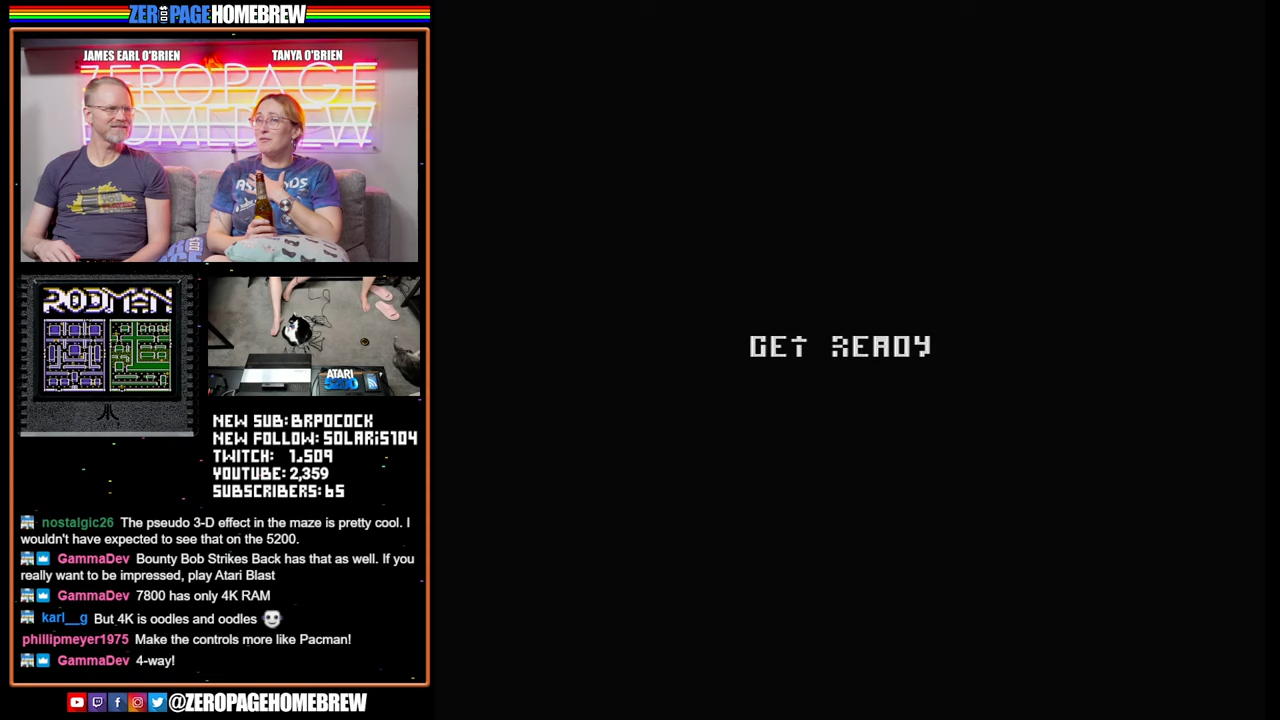 ZEROPAGE HOMEBREW
JAMES EARL O'BRIEN
TANYA O'BRIEN
ZEROPAGE
HOMEBREW
RODMAN
ATARI
5200
NEW SUB: BRPOCOCK
NEW FOLLOW: SOLARIS104
TWITCH: 1,509
YOUTUBE: 2,359
SUBSCRIBERS: 65
nostalgic26 The pseudo 3-D effect in the maze is pretty cool. I
wouldn't have expected to see that on the 5200.
GammaDev Bounty Bob Strikes Back has that as well. If you
really want to be impressed, play Atari Blast
GammaDev 7800 has only 4K RAM
karl__g But 4K is oodles and oodles
phillipmeyer1975 Make the controls more like Pacman!
GammaDev 4-way!
@ZEROPAGEHOMEBREW
GET READY